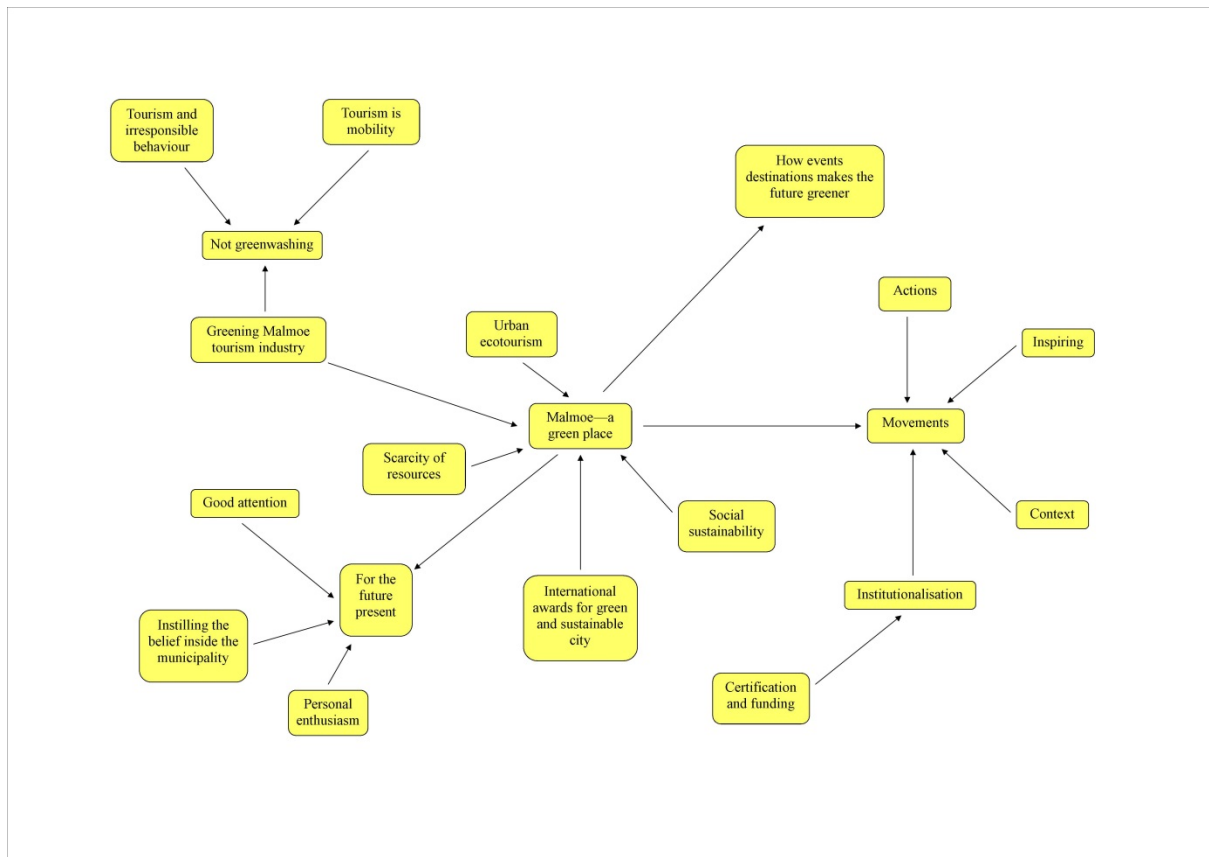 Tourism and
irresponsible
behaviour
Tourism is
mobility
How events
destinations makes the
future greener
Not greenwashing
Actions
Greening Malmoe
tourism industry
Urban
ecotourism
Inspiring
Malmoe—a
green place
Movements
Scarcity of
resources
Good attention
Social
sustainability
Context
For the
future
present
International
awards for green
and sustainable
city
Institutionalisation
Instilling the
belief inside the
municipality
Personal
enthusiasm
Certification
and funding